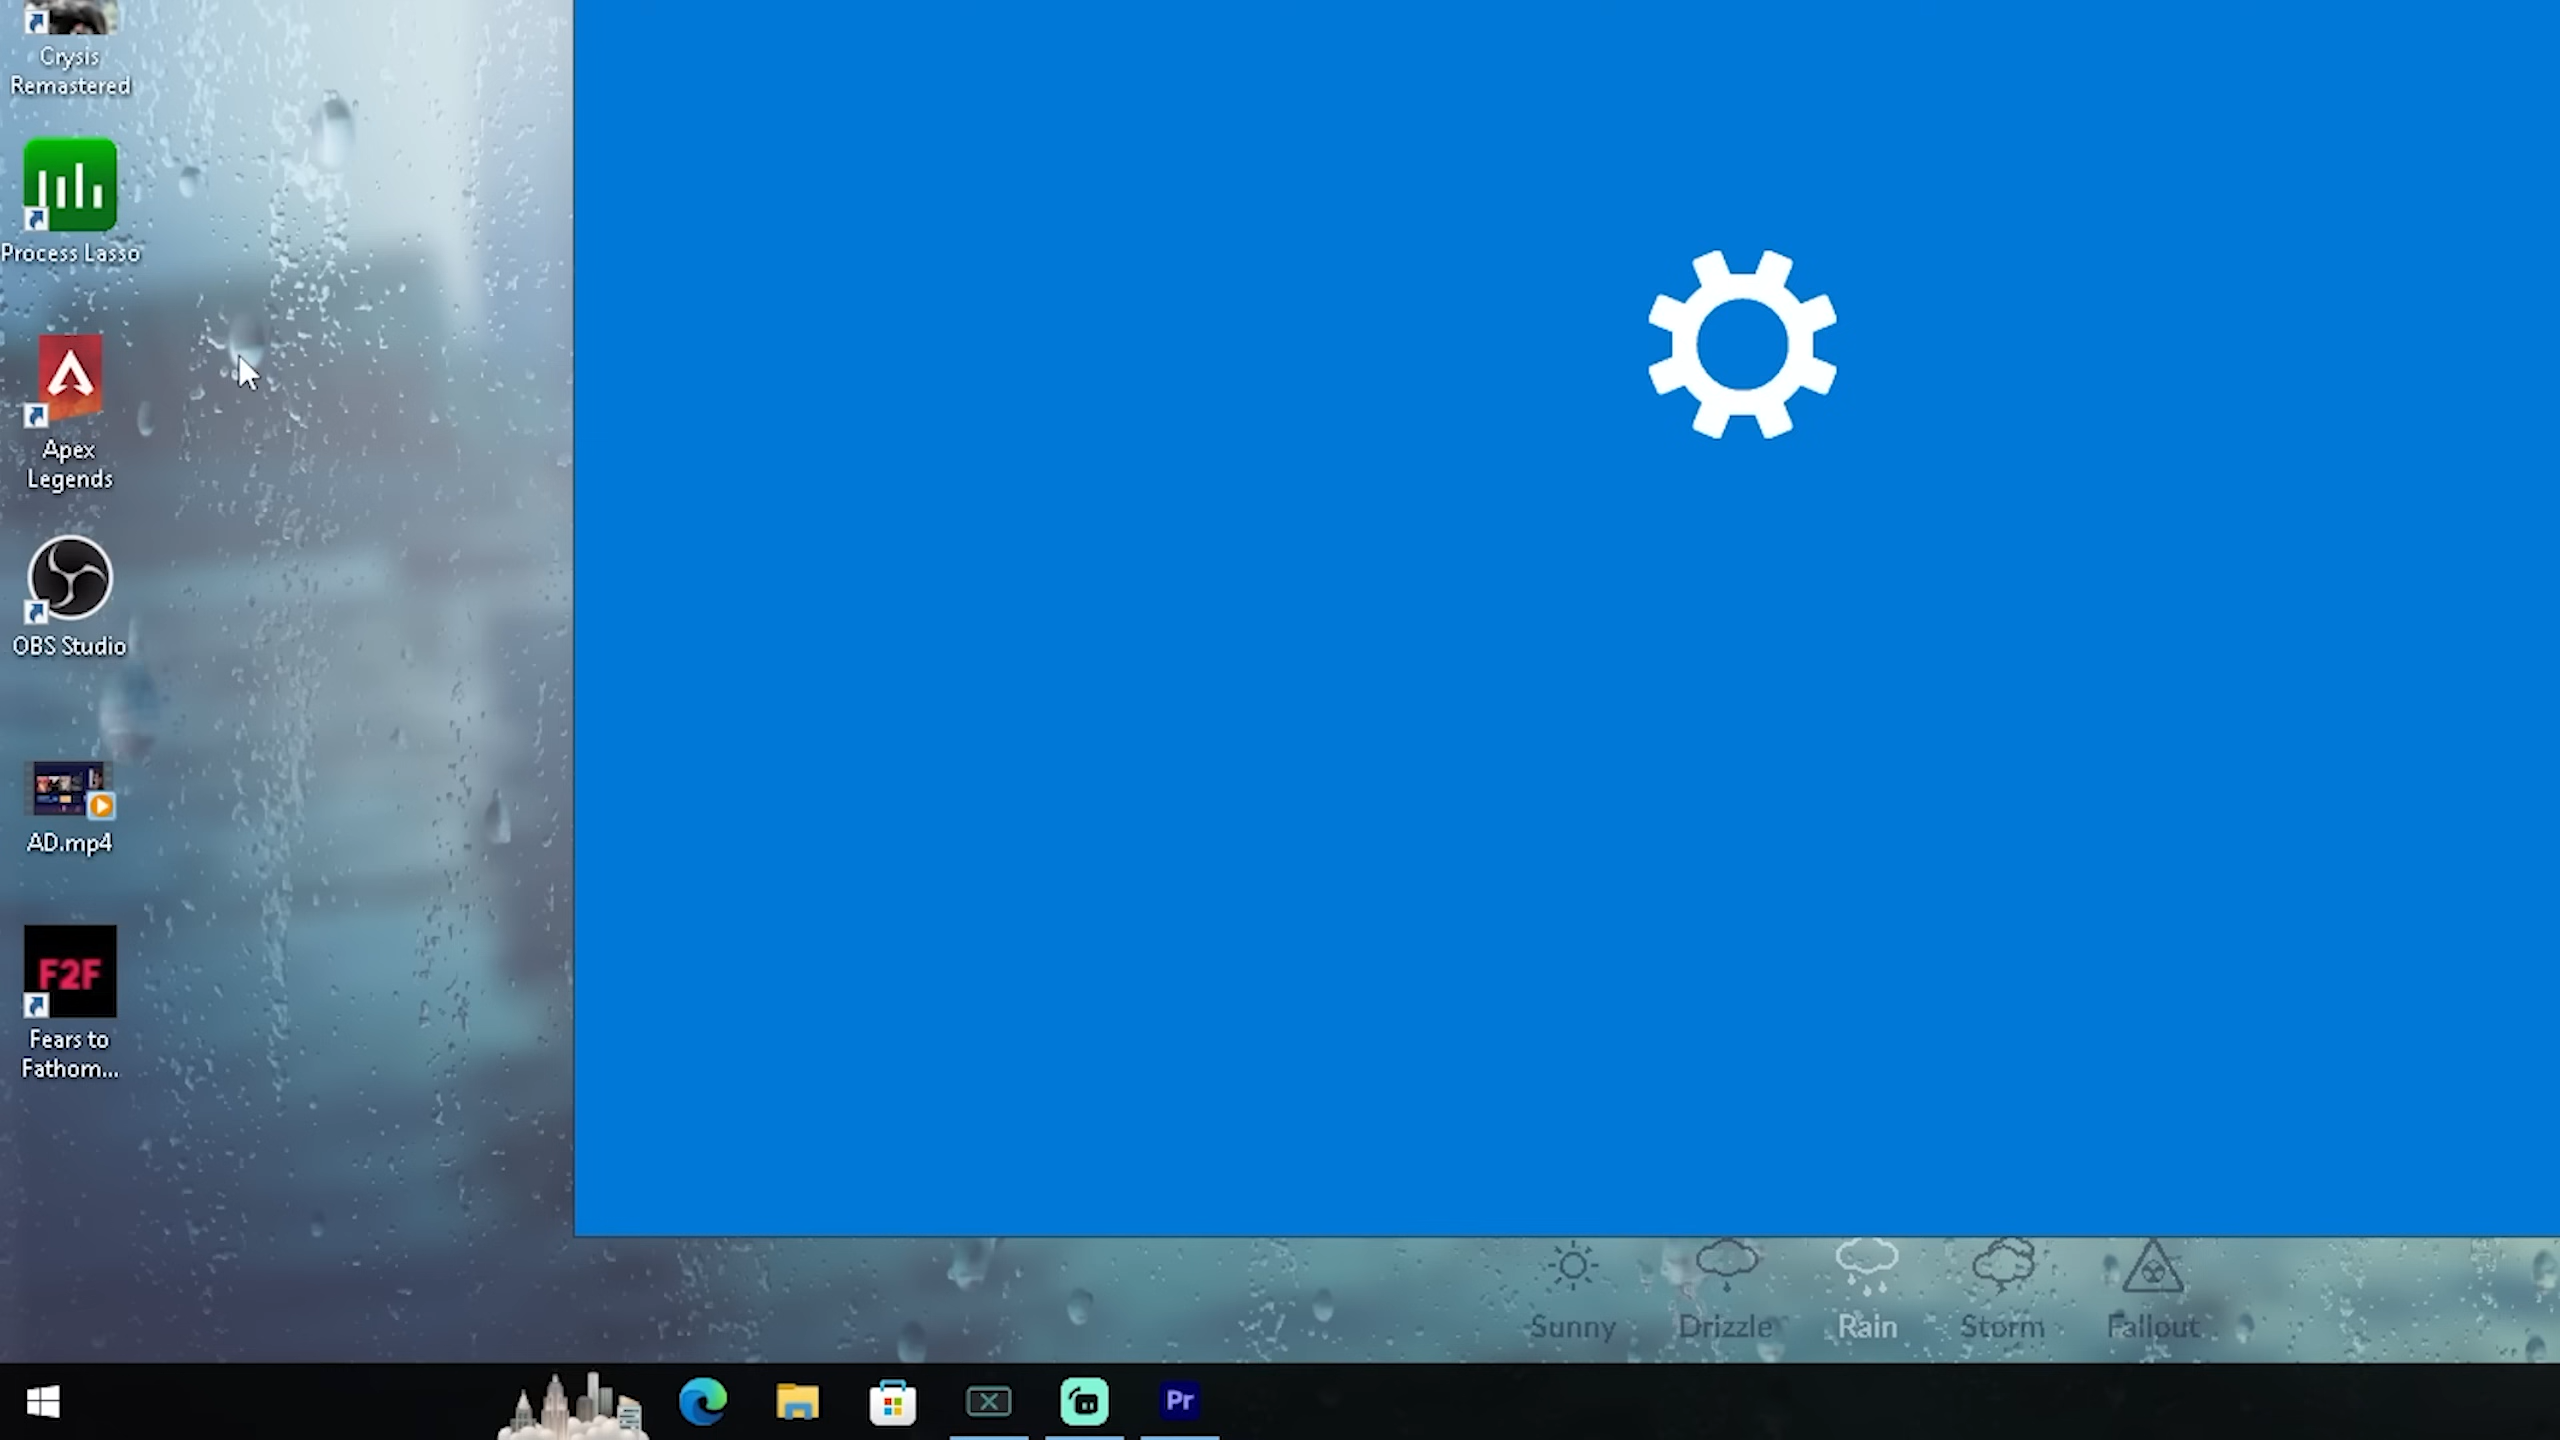 Crysis
Remastered
Process Lasso
Apex
Legends
OBS Studio
AD.mp4
F2F
Fears to
Fathom...
Sunny
Drizzle
Rain
Storm
Fallout
Pr